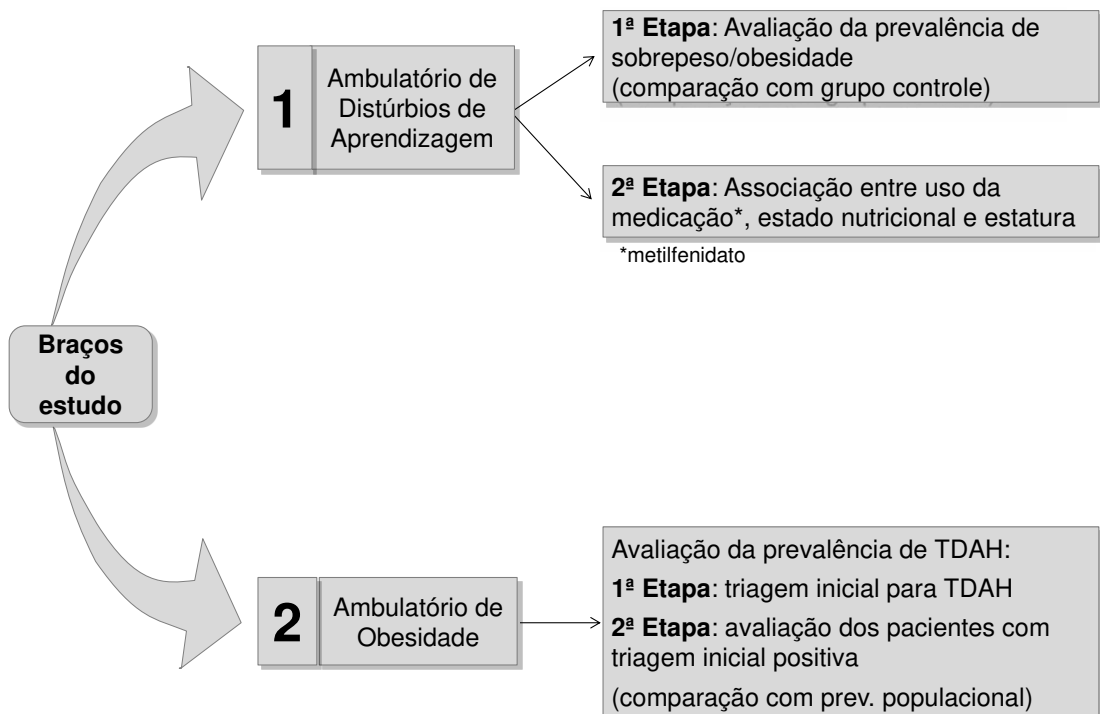 Braços
do
estudo
1
Ambulatório de
Distúrbios de
Aprendizagem
1ª Etapa: Avaliação da prevalência de
sobrepeso/obesidade
(comparação com grupo controle)
2ª Etapa: Associação entre uso da
medicação*, estado nutricional e estatura
*metilfenidato
2
Ambulatório de
Obesidade
Avaliação da prevalência de TDAH:
1ª Etapa: triagem inicial para TDAH
2ª Etapa: avaliação dos pacientes com
triagem inicial positiva
(comparação com prev. populacional)